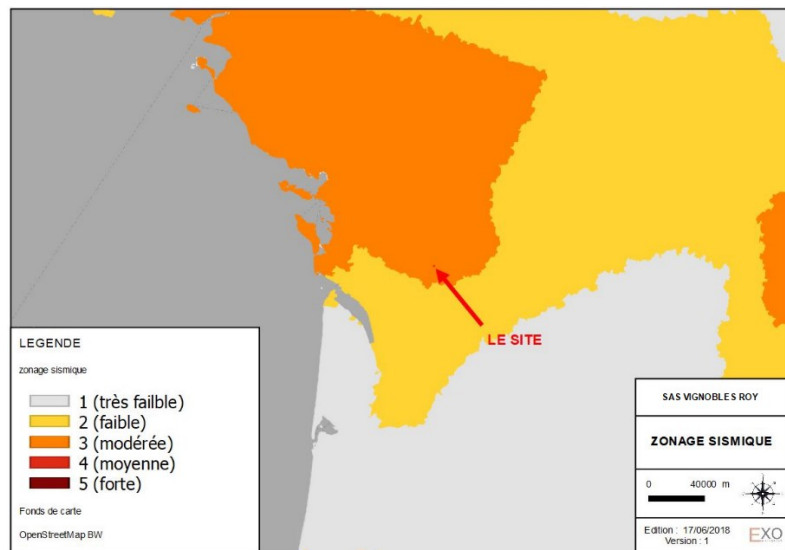 LE SITE
LEGENDE
zonage sismique
1 (très failble)
2 (faible)
3 (modérée)
4 (moyenne)
5 (forte)
Fonds de carte
OpenStreetMap BW
SAS VIGNOBLES ROY
ZONAGE SISMIQUE
0 40000 m
Edition : 17/06/2018
Version : 1
EXO